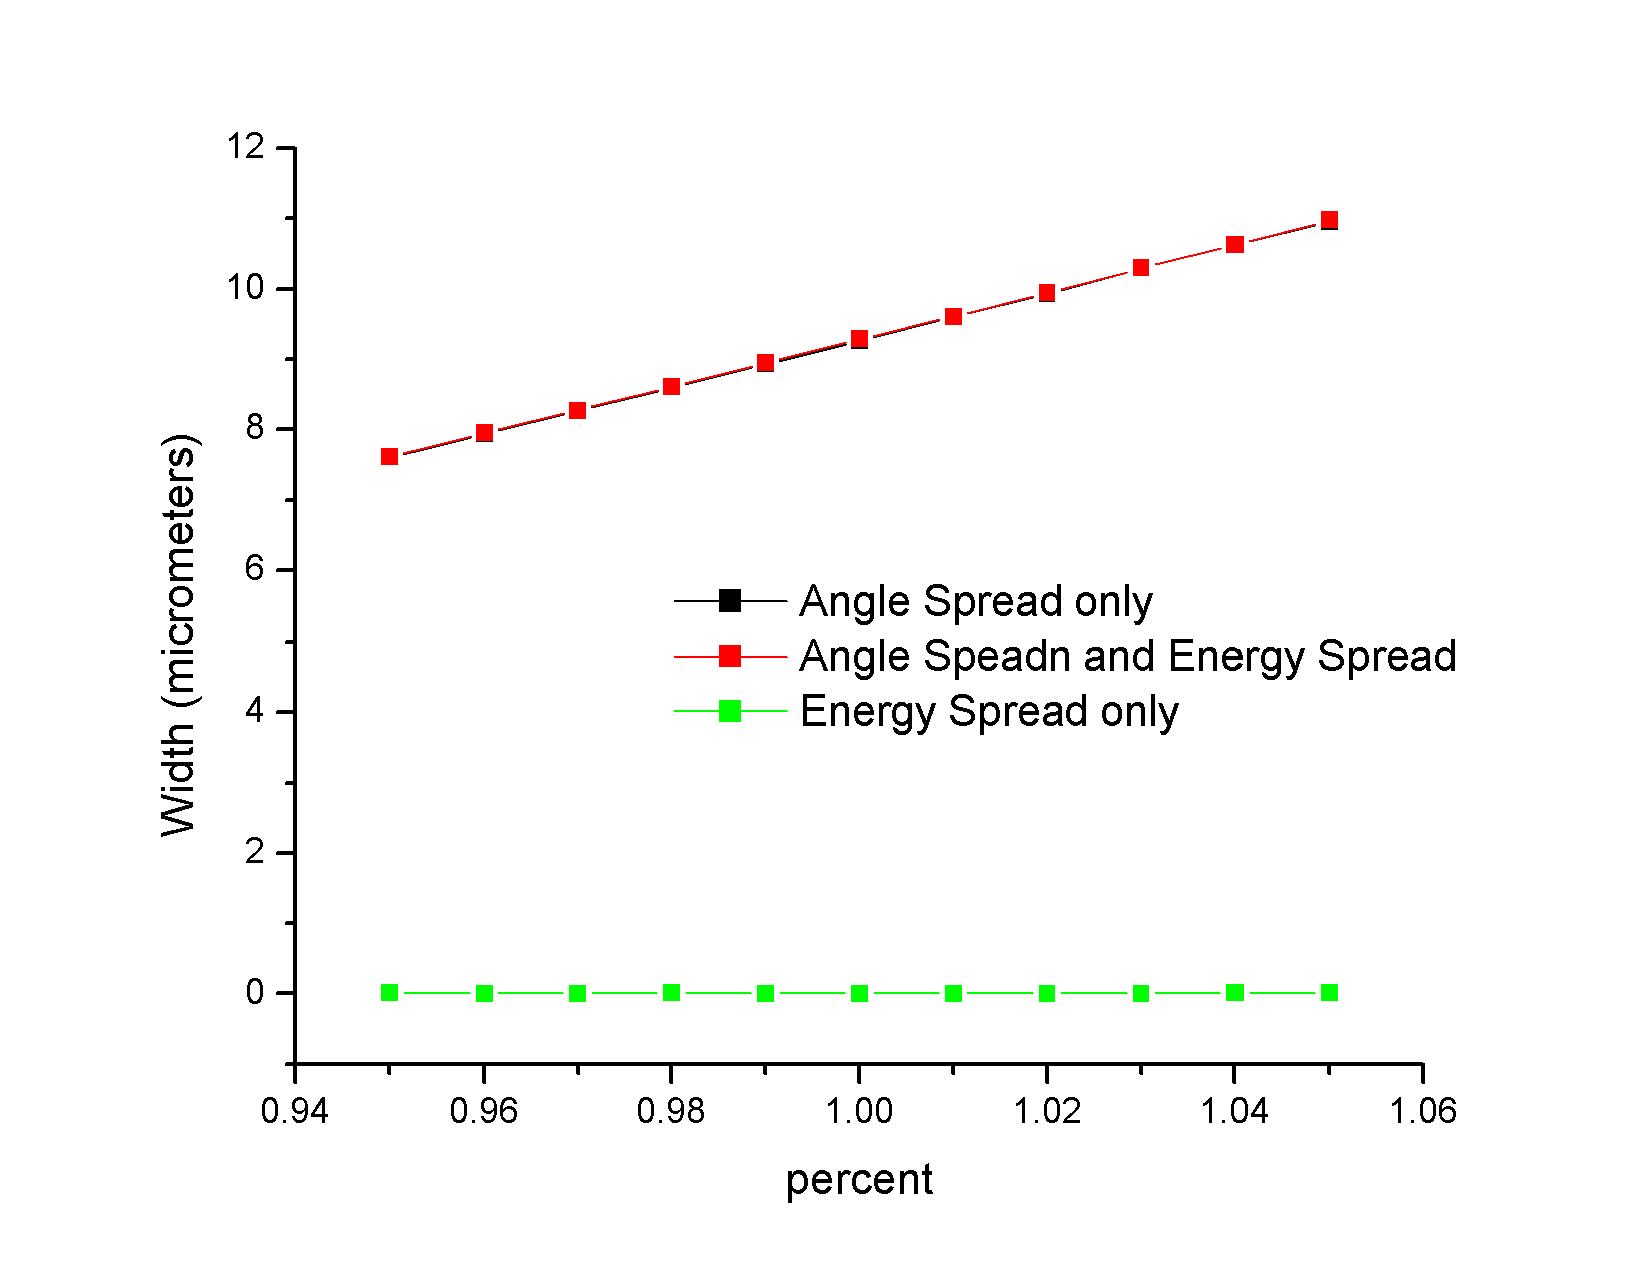 12
10
8
6
4
2
0
Width (micrometers)
Angle Spread only
Angle Speadn and Energy Spread
Energy Spread only
0.94 0.96 0.98 1.00 1.02 1.04 1.06
percent